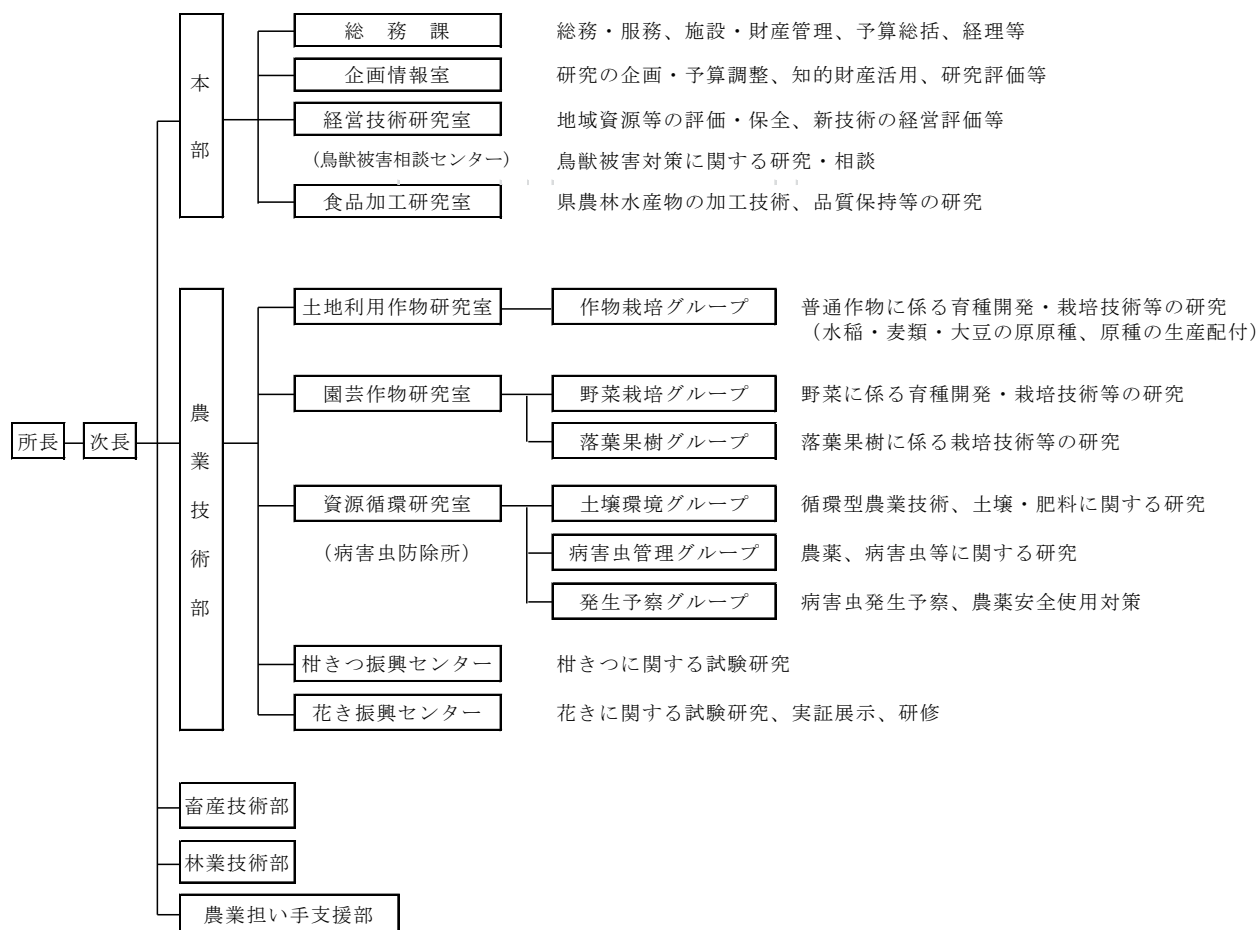 総務課 総務・服務、施設・財産管理、予算総括、経理等
本部
企画情報室 研究の企画・予算調整、知的財産活用、研究評価等
経営技術研究室 地域資源等の評価・保全、新技術の経営評価等
(鳥獣被害相談センター) 鳥獣被害対策に関する研究・相談
食品加工研究室 県農林水産物の加工技術、品質保持等の研究
土地利用作物研究室 作物栽培グループ 普通作物に係る育種開発・栽培技術等の研究
(水稲・麦類・大豆の原原種、原種の生産配付)
園芸作物研究室 野菜栽培グループ 野菜に係る育種開発・栽培技術等の研究
所長 次長 農業技術部
落葉果樹グループ 落葉果樹に係る栽培技術等の研究
資源循環研究室 土壌環境グループ 循環型農業技術、土壌・肥料に関する研究
(病害虫防除所) 病害虫管理グループ 農薬、病害虫等に関する研究
発生予察グループ 病害虫発生予察、農薬安全使用対策
柑きつ振興センター 柑きつに関する試験研究
花き振興センター 花きに関する試験研究、実証展示、研修
畜産技術部
林業技術部
農業担い手支援部